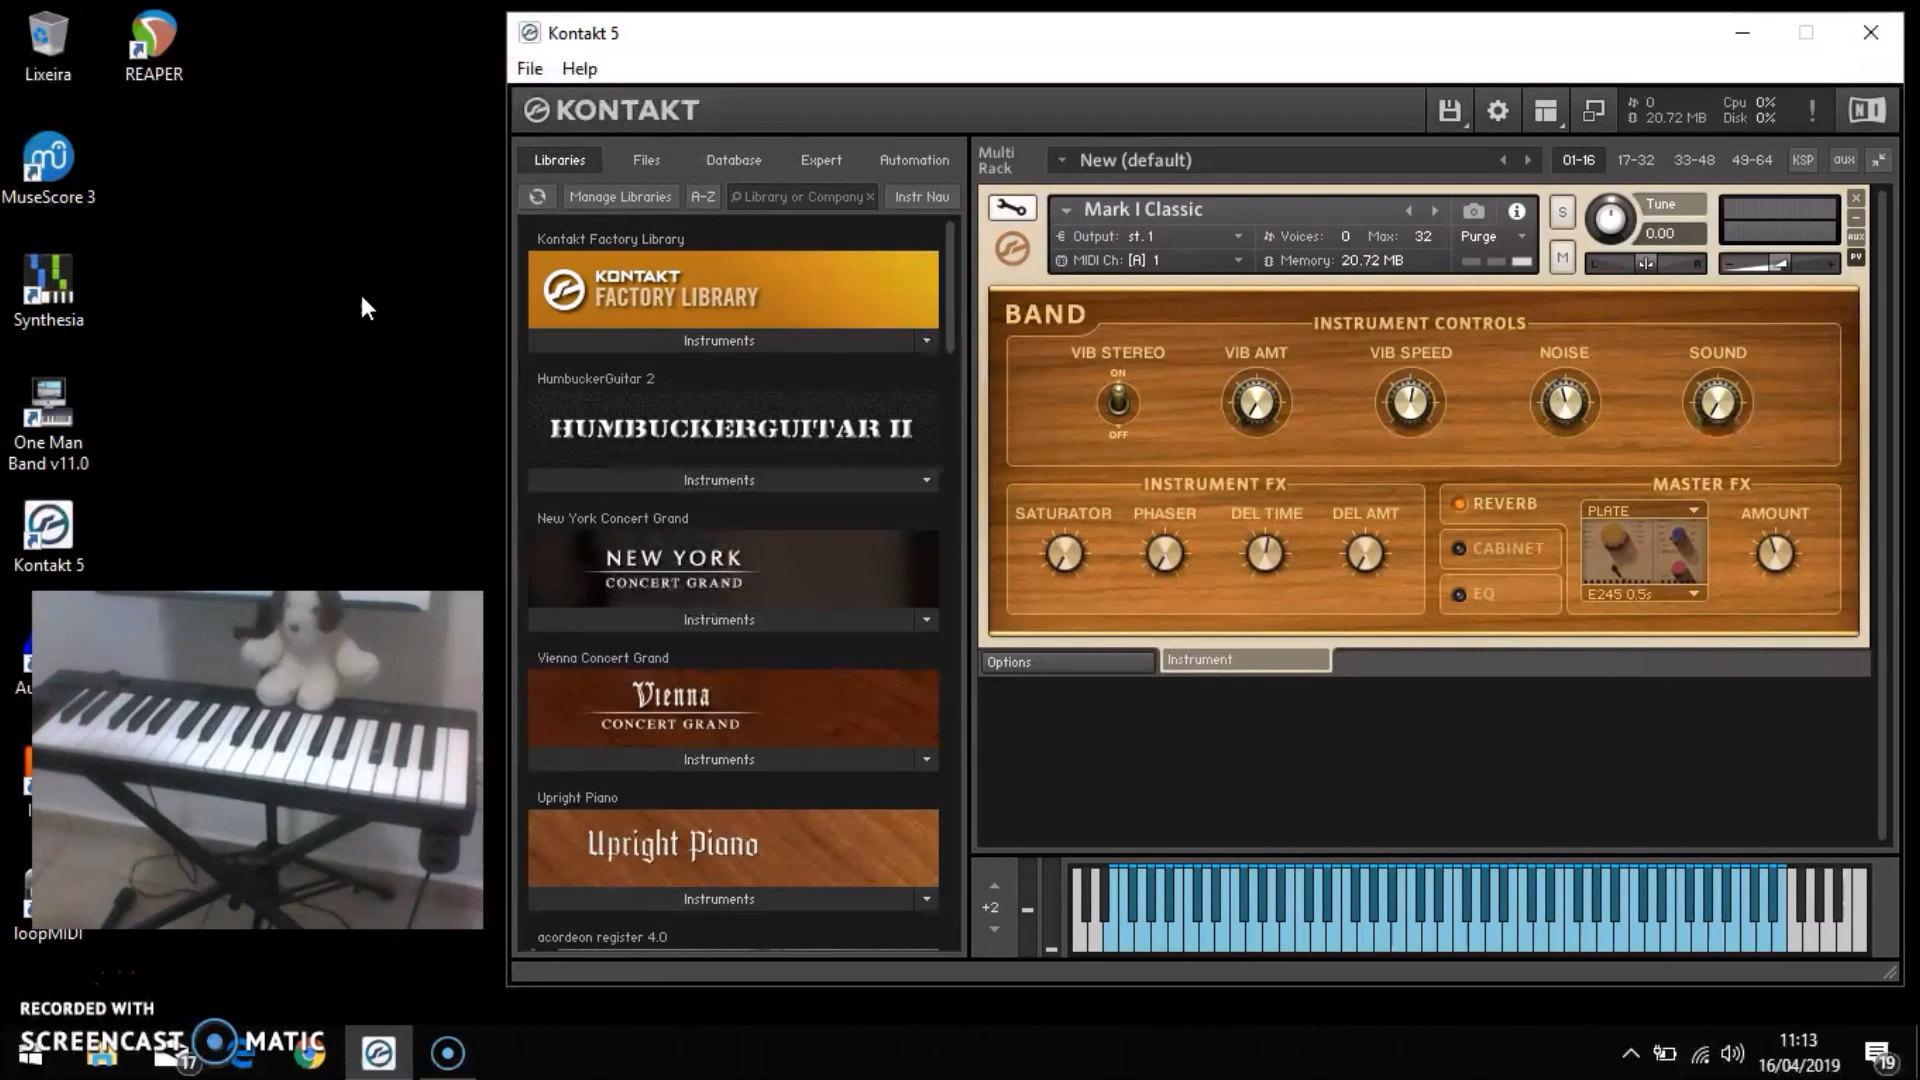 Lixeira
REAPER
MuseScore 3
Synthesia
One Man
Band v11.0
Kontakt 5
loopMIDI
RECORDED WITH
SCREENCAST MATIC
17
Kontakt 5
File Help
KONTAKT
0
20.72 MB
Cpu 0%
Disk 0%
!
NI
Libraries Files Database Expert Automation
Manage Libraries A-Z Library or Company × Instr Nav
Kontakt Factory Library
KONTAKT
FACTORY LIBRARY
Instruments
HumbuckerGuitar 2
HUMBUCKERGUITAR II
Instruments
New York Concert Grand
NEW YORK
CONCERT GRAND
Instruments
Vienna Concert Grand
Vienna
CONCERT GRAND
Instruments
Upright Piano
Upright Piano
Instruments
acordeon register 4.0
Multi
Rack
New (default)
01-16 17-32 33-48 49-64 KSP aux
Mark I Classic
Output: st.1 Voices: 0 Max: 32 Purge
MIDI Ch: [A] 1 Memory: 20.72 MB
S
M
Tune
0.00
L R
AUX
PV
BAND
INSTRUMENT CONTROLS
VIB STEREO VIB AMT VIB SPEED NOISE SOUND
ON
OFF
INSTRUMENT FX
SATURATOR PHASER DEL TIME DEL AMT
MASTER FX
REVERB
CABINET
EQ
PLATE
E245 0.5s
AMOUNT
Options Instrument
+2
11:13
16/04/2019
19